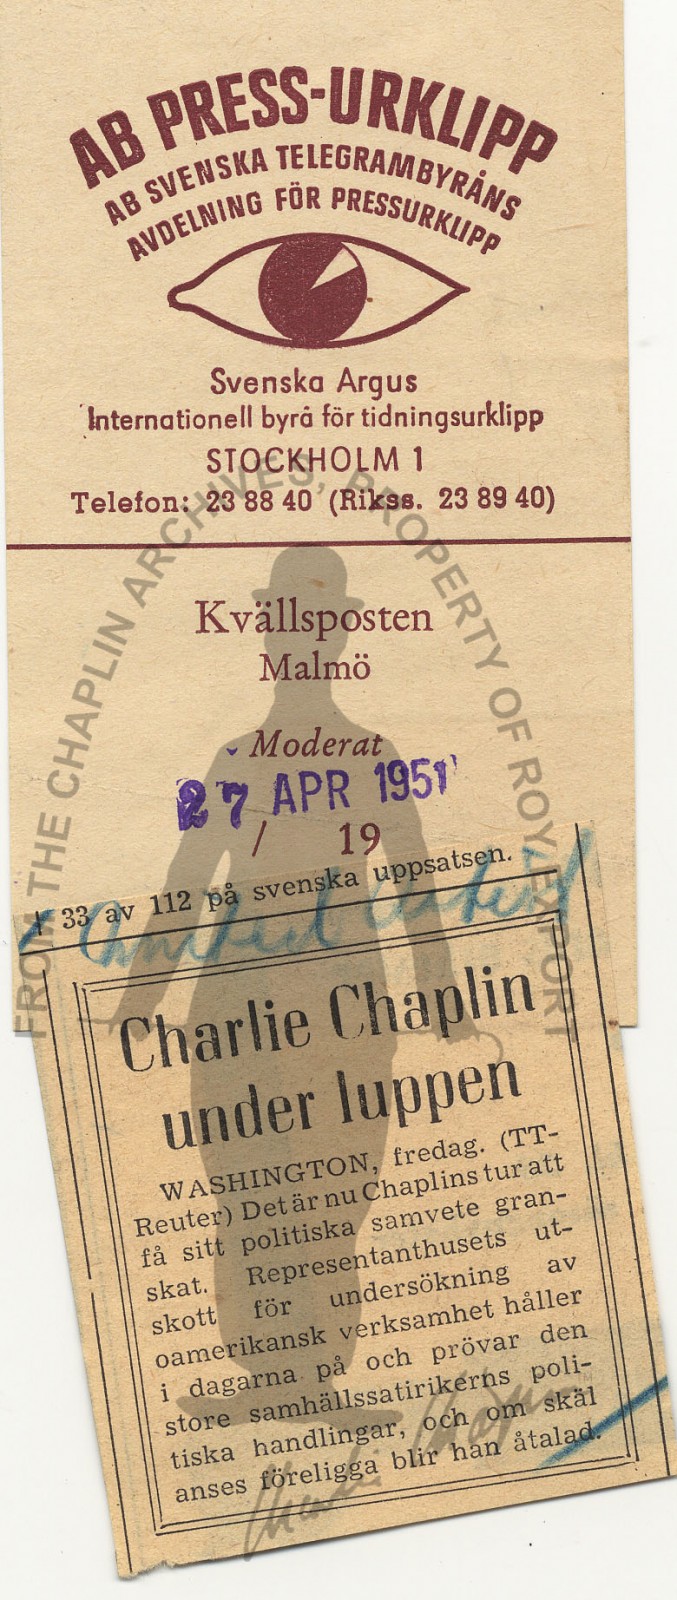 AB PRESS-URKLIPP
AB SVENSKA TELEGRAMBYRÅNS
AVDELNING FÖR PRESSURKLIPP
Svenska Argus
Internationell byrå för tidningsurklipp
STOCKHOLM 1
Telefon: 23 88 40 (Rikss. 23 89 40)
FROM THE CHAPLIN ARCHIVES, PROPERTY OF ROY EXPORT
Kvällsposten
Malmö
Moderat
27 APR 1951
/ 19
33 av 112 på svenska uppsatsen.
United Artist
Charlie Chaplin
under luppen
WASHINGTON, fredag. (TT-
Reuter) Det är nu Chaplins tur att
få sitt politiska samvete gran-
skat. Representanthusets ut-
skott för undersökning av
oamerikansk verksamhet håller
i dagarna på och prövar den
store samhällssatirikerns poli-
tiska handlingar, och om skäl
anses föreligga blir han åtalad.
Charlie Chaplin